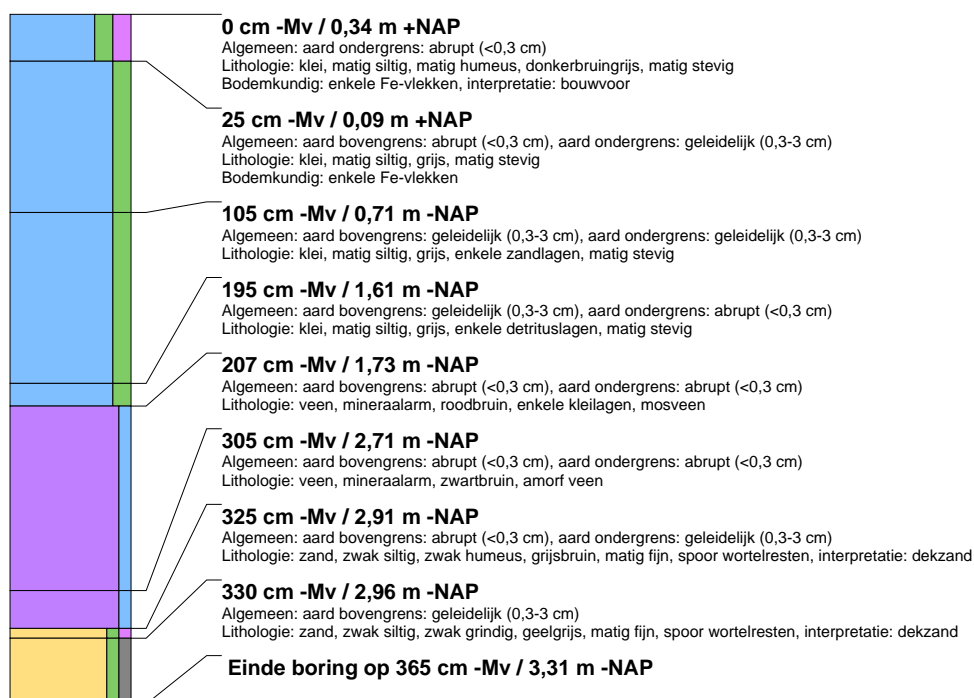 0 cm -Mv / 0,34 m +NAP
Algemeen: aard ondergrens: abrupt (<0,3 cm)
Lithologie: klei, matig siltig, matig humeus, donkerbruingrijs, matig stevig
Bodemkundig: enkele Fe-vlekken, interpretatie: bouwvoor
25 cm -Mv / 0,09 m +NAP
Algemeen: aard bovengrens: abrupt (<0,3 cm), aard ondergrens: geleidelijk (0,3-3 cm)
Lithologie: klei, matig siltig, grijs, matig stevig
Bodemkundig: enkele Fe-vlekken
105 cm -Mv / 0,71 m -NAP
Algemeen: aard bovengrens: geleidelijk (0,3-3 cm), aard ondergrens: geleidelijk (0,3-3 cm)
Lithologie: klei, matig siltig, grijs, enkele zandlagen, matig stevig
195 cm -Mv / 1,61 m -NAP
Algemeen: aard bovengrens: geleidelijk (0,3-3 cm), aard ondergrens: abrupt (<0,3 cm)
Lithologie: klei, matig siltig, grijs, enkele detrituslagen, matig stevig
207 cm -Mv / 1,73 m -NAP
Algemeen: aard bovengrens: abrupt (<0,3 cm), aard ondergrens: abrupt (<0,3 cm)
Lithologie: veen, mineraalarm, roodbruin, enkele kleilagen, mosveen
305 cm -Mv / 2,71 m -NAP
Algemeen: aard bovengrens: abrupt (<0,3 cm), aard ondergrens: abrupt (<0,3 cm)
Lithologie: veen, mineraalarm, zwartbruin, amorf veen
325 cm -Mv / 2,91 m -NAP
Algemeen: aard bovengrens: abrupt (<0,3 cm), aard ondergrens: geleidelijk (0,3-3 cm)
Lithologie: zand, zwak siltig, zwak humeus, grijsbruin, matig fijn, spoor wortelresten, interpretatie: dekzand
330 cm -Mv / 2,96 m -NAP
Algemeen: aard bovengrens: geleidelijk (0,3-3 cm)
Lithologie: zand, zwak siltig, zwak grindig, geelgrijs, matig fijn, spoor wortelresten, interpretatie: dekzand
Einde boring op 365 cm -Mv / 3,31 m -NAP